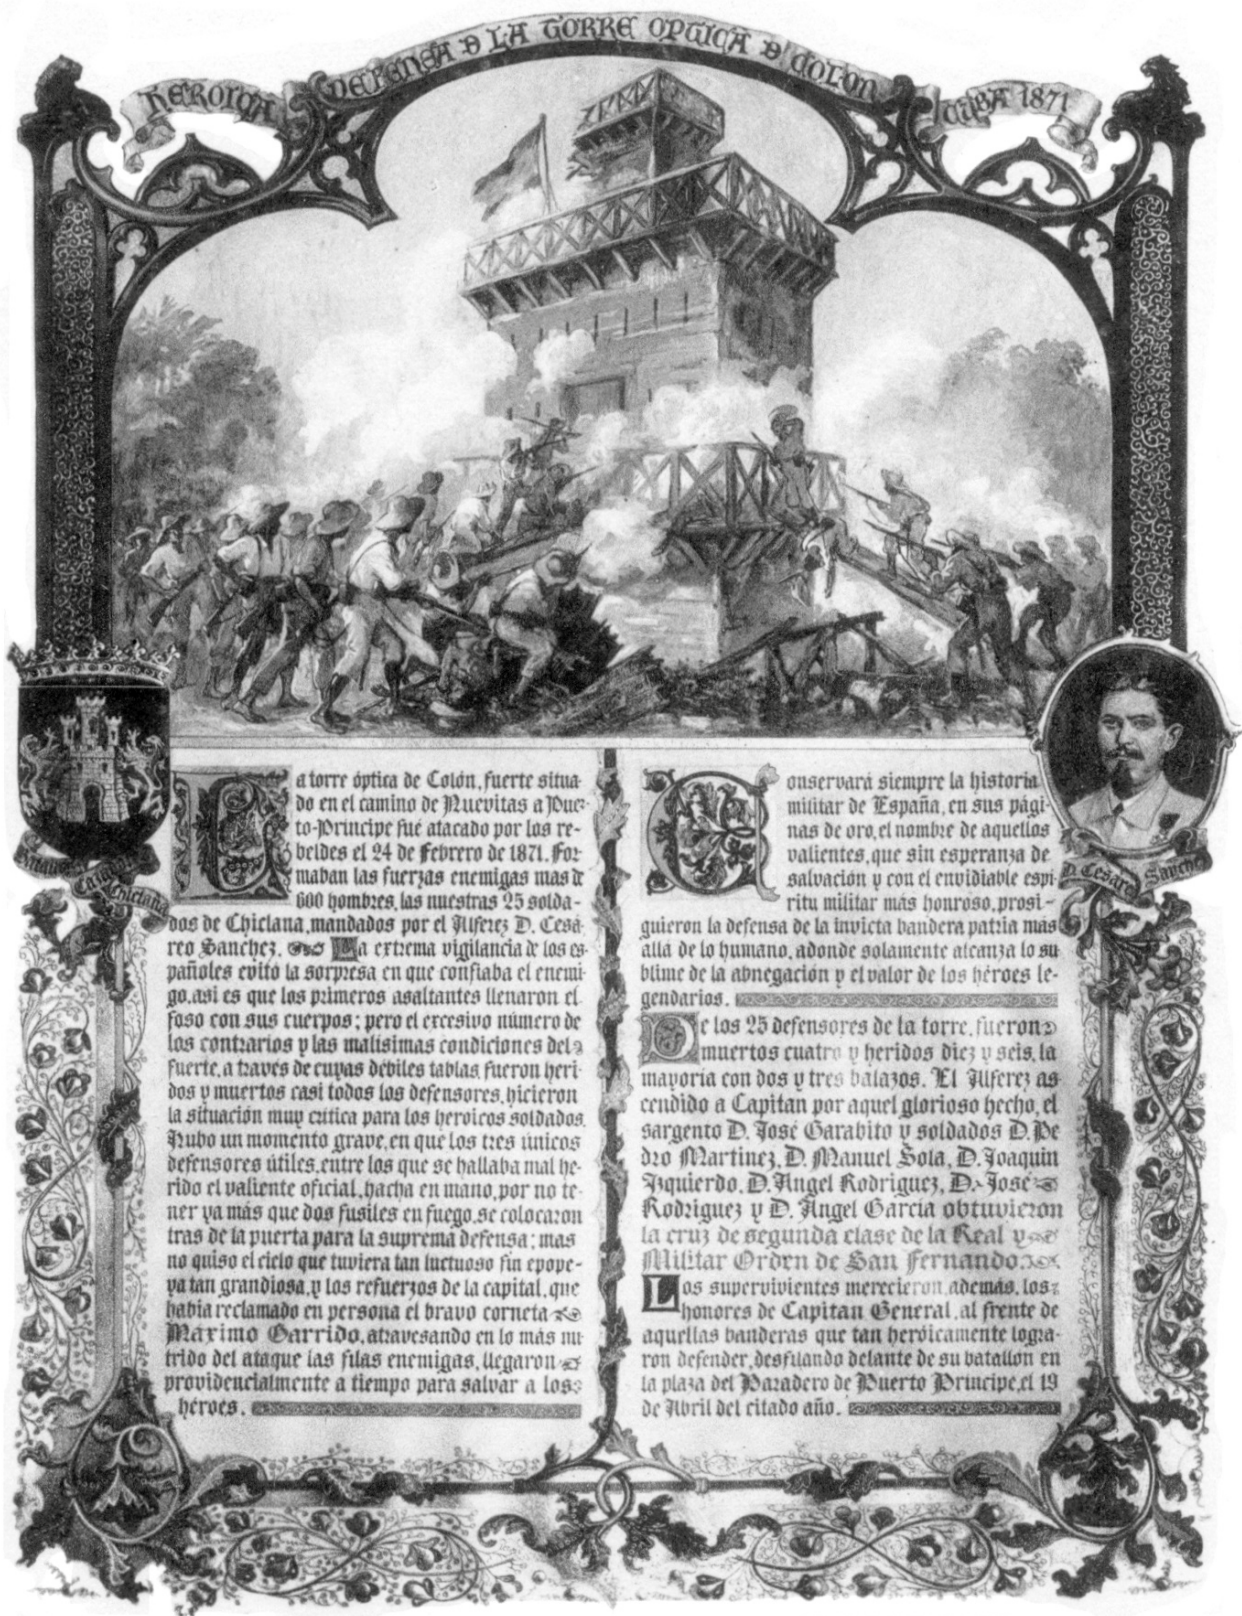 HEROICA DEFENSA D LA TORRE OPTICA D COLON CUBA 1871
La torre óptica de Colón, fuerte situa-
do en el camino de Nuevitas a Puer-
to-Principe fué atacado por los re-
beldes el 24 de Febrero de 1871. For-
maban las fuerzas enemigas mas de
600 hombres, las nuestras 25 solda-
dos de Chiclana, mandados por el Alferez D. Cesá-
reo Sanchez. La extrema vigilancia de los es-
pañoles evitó la sorpresa en que confiaba el enemi-
go, asi es que los primeros asaltantes llenaron el
foso con sus cuerpos; pero el excesivo número de
los contrarios y las malisimas condiciones del
fuerte, a través de cuyas débiles tablas, fueron heri-
dos y muertos casi todos los defensores, hicieron
la situación muy critica para los heroicos soldados.
Hubo un momento grave, en que los tres únicos
defensores útiles, entre los que se hallaba mal he-
rido el valiente oficial, hacha en mano, por no te-
ner ya más que dos fusiles en fuego, se colocaron
tras de la puerta para la suprema defensa; mas
no quiso el cielo que tuviera tan luctuoso fin epope-
ya tan grandiosa, y los refuerzos de la capital, que
habia reclamado en persona el bravo corneta
Máximo Garrido, atravesando en lo más nu-
trido del ataque las filas enemigas, llegaron
providencialmente a tiempo para salvar a los
héroes.
Conservará siempre la historia
militar de España, en sus pági-
nas de oro, el nombre de aquellos
valientes, que sin esperanza de
salvación y con el envidiable espi-
ritu militar más honroso, prosi-
guieron la defensa de la invicta bandera patria más
allá de lo humano, adonde solamente alcanza lo su-
blime de la abnegación y el valor de los héroes le-
gendarios.
De los 25 defensores de la torre, fueron
muertos cuatro y heridos diez y seis, la
mayoria con dos y tres balazos. El Alferez as-
cendido a Capitan por aquel glorioso hecho, el
sargento D. José Garabito y soldados D. Pe
dro Martinez, D. Manuel Sola, D. Joaquin
Izquierdo, D. Angel Rodriguez, D. José
Rodriguez y D. Angel Garcia obtuvieron
la cruz de segunda clase de la Real y
Militar Orden de San Fernando.
Los supervivientes merecieron, además, los
honores de Capitan General, al frente de
aquellas banderas que tan heróicamente logra-
ron defender, desfilando delante de su batallon en
la plaza del Paradero de Puerto Principe, el 19
de Abril del citado año.
Cazadores
Chiclana
D. Cesáreo Sanchez